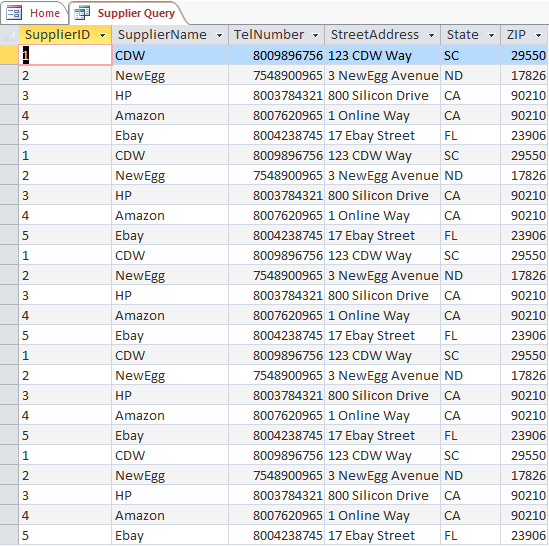 Home Supplier Query
SupplierID SupplierName TelNumber StreetAddress State ZIP
1 CDW 8009896756 123 CDW Way SC 29550
2 NewEgg 7548900965 3 NewEgg Avenue ND 17826
3 HP 8003784321 800 Silicon Drive CA 90210
4 Amazon 8007620965 1 Online Way CA 90210
5 Ebay 8004238745 17 Ebay Street FL 23906
1 CDW 8009896756 123 CDW Way SC 29550
2 NewEgg 7548900965 3 NewEgg Avenue ND 17826
3 HP 8003784321 800 Silicon Drive CA 90210
4 Amazon 8007620965 1 Online Way CA 90210
5 Ebay 8004238745 17 Ebay Street FL 23906
1 CDW 8009896756 123 CDW Way SC 29550
2 NewEgg 7548900965 3 NewEgg Avenue ND 17826
3 HP 8003784321 800 Silicon Drive CA 90210
4 Amazon 8007620965 1 Online Way CA 90210
5 Ebay 8004238745 17 Ebay Street FL 23906
1 CDW 8009896756 123 CDW Way SC 29550
2 NewEgg 7548900965 3 NewEgg Avenue ND 17826
3 HP 8003784321 800 Silicon Drive CA 90210
4 Amazon 8007620965 1 Online Way CA 90210
5 Ebay 8004238745 17 Ebay Street FL 23906
1 CDW 8009896756 123 CDW Way SC 29550
2 NewEgg 7548900965 3 NewEgg Avenue ND 17826
3 HP 8003784321 800 Silicon Drive CA 90210
4 Amazon 8007620965 1 Online Way CA 90210
5 Ebay 8004238745 17 Ebay Street FL 23906